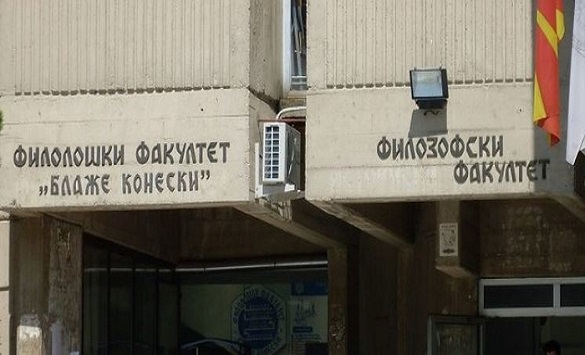 ФИЛОЛОШКИ ФАКУЛТЕТ
„БЛАЖЕ КОНЕСКИ”
ФИЛОЗОФСКИ
ФАКУЛТЕТ